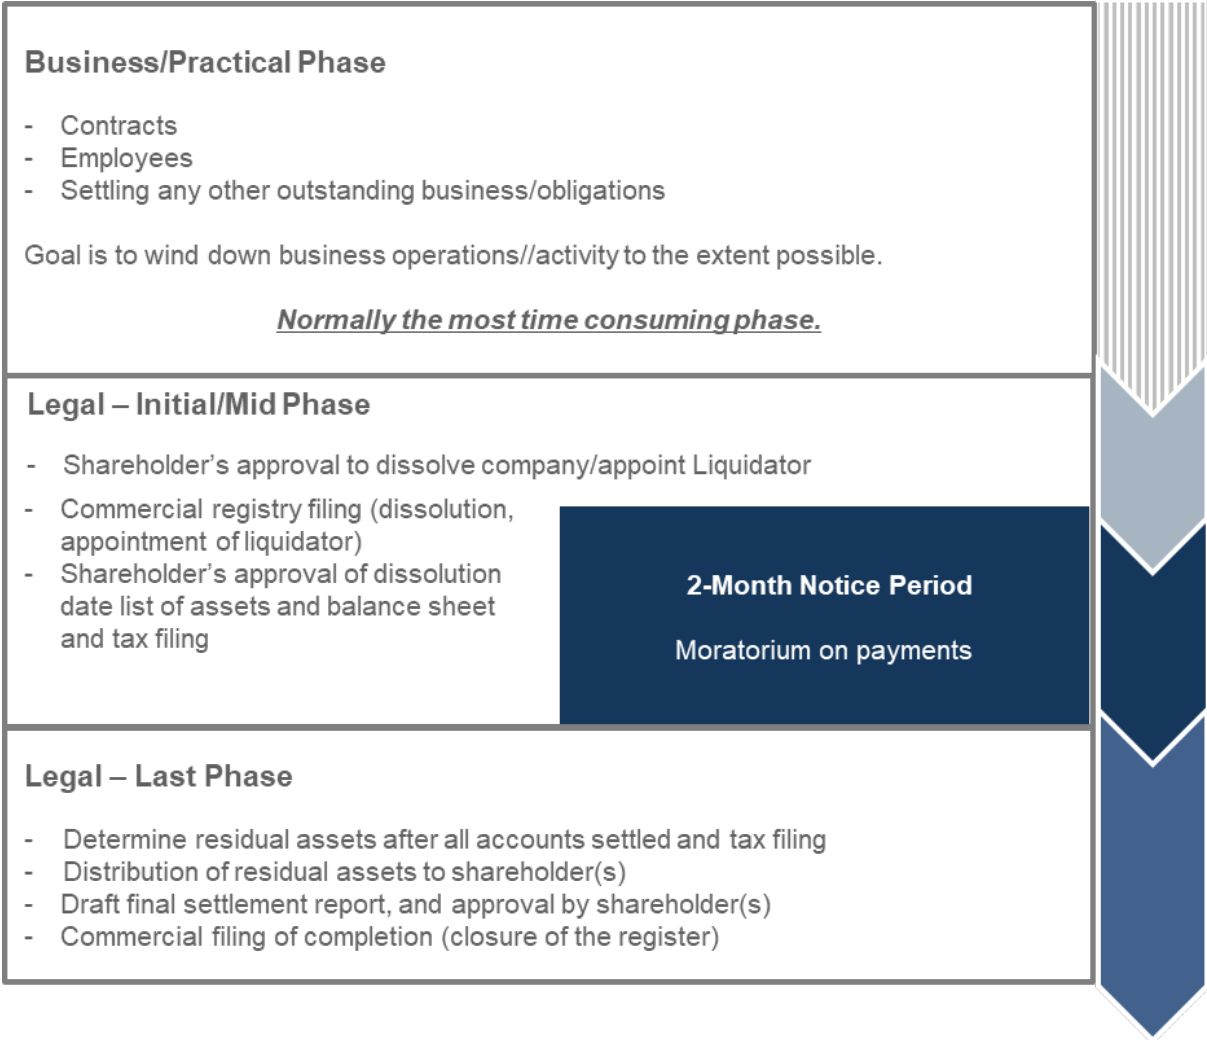 Business/Practical Phase
- Contracts
- Employees
- Settling any other outstanding business/obligations
Goal is to wind down business operations//activity to the extent possible.
Normally the most time consuming phase.
Legal – Initial/Mid Phase
- Shareholder’s approval to dissolve company/appoint Liquidator
- Commercial registry filing (dissolution,
appointment of liquidator)
- Shareholder’s approval of dissolution
date list of assets and balance sheet
and tax filing
2-Month Notice Period
Moratorium on payments
Legal – Last Phase
- Determine residual assets after all accounts settled and tax filing
- Distribution of residual assets to shareholder(s)
- Draft final settlement report, and approval by shareholder(s)
- Commercial filing of completion (closure of the register)